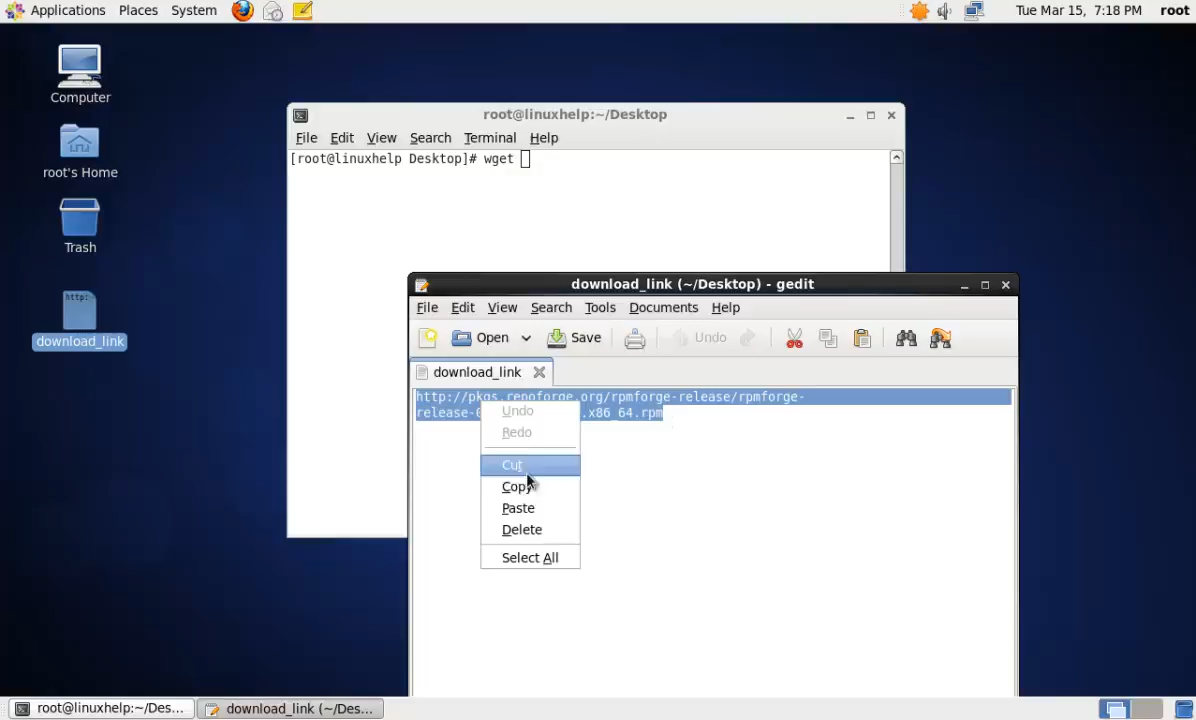 Applications Places System
Tue Mar 15, 7:18 PM root
Computer
root's Home
Trash
http:
download_link
root@linuxhelp:~/Desktop
File Edit View Search Terminal Help
[root@linuxhelp Desktop]# wget
download_link (~/Desktop) - gedit
File Edit View Search Tools Documents Help
Open Save Undo
download_link
http://pkgs.repoforge.org/rpmforge-release/rpmforge-
release- .x86_64.rpm
Undo
Redo
Cut
Copy
Paste
Delete
Select All
root@linuxhelp:~/Des... download_link (~/Des...